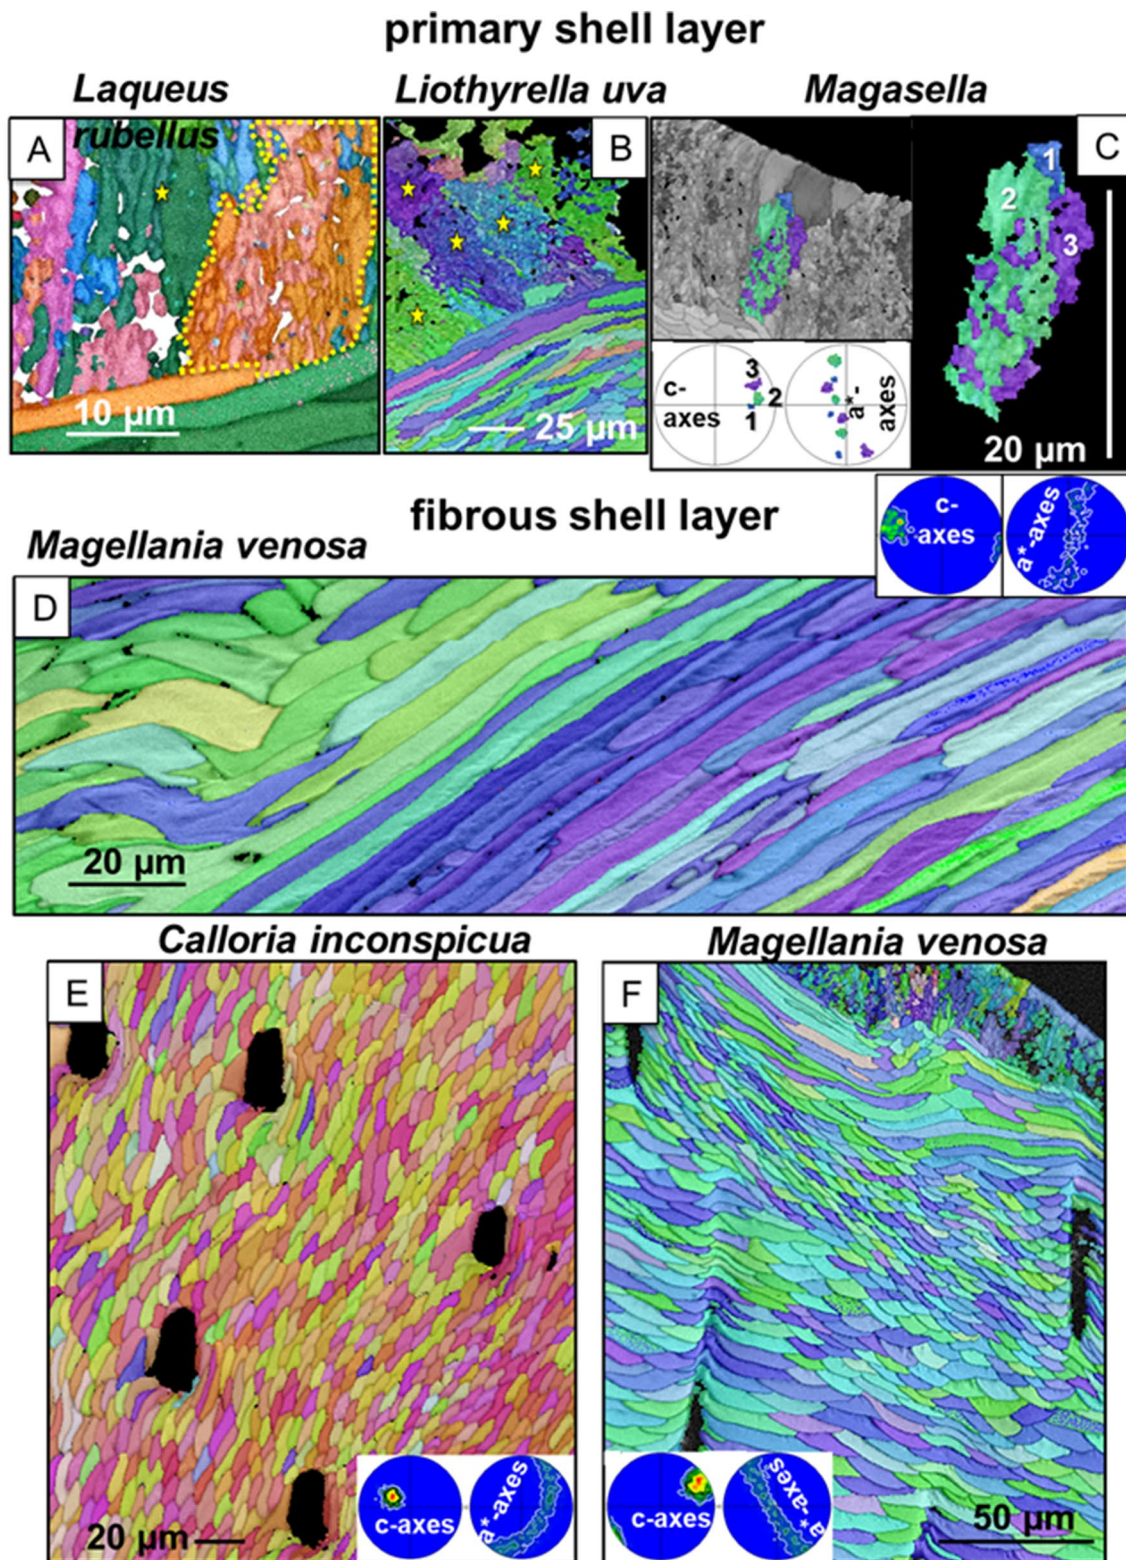 primary shell layer
Laqueus
rubellus
Liothyrella uva
Magasella
A
10 µm
B
25 µm
c-
axes
3
2
1
a*-
axes
C
1
2
3
20 µm
fibrous shell layer
c-
axes
a*-axes
Magellania venosa
D
20 µm
Calloria inconspicua
Magellania venosa
E
20 µm
c-axes
a*-axes
F
c-axes
a*-axes
50 µm